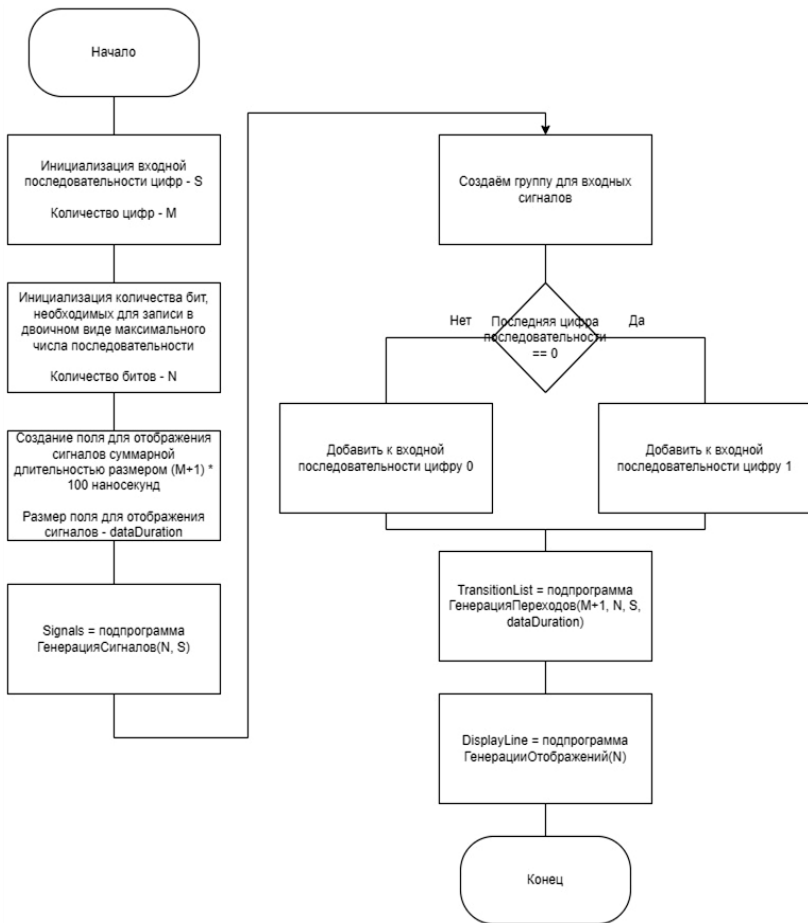 Начало
Инициализация входной
последовательности цифр - S
Количество цифр - M
Инициализация количества бит,
необходимых для записи в
двоичном виде максимального
числа последовательности
Количество битов - N
Создание поля для отображения
сигналов суммарной
длительностью размером (M+1) *
100 наносекунд
Размер поля для отображения
сигналов - dataDuration
Signals = подпрограмма
ГенерацияСигналов(N, S)
Создаём группу для входных
сигналов
Последняя цифра
последовательности
== 0
Нет
Да
Добавить к входной
последовательности цифру 0
Добавить к входной
последовательности цифру 1
TransitionList = подпрограмма
ГенерацияПереходов(M+1, N, S,
dataDuration)
DisplayLine = подпрограмма
ГенерацииОтображений(N)
Конец